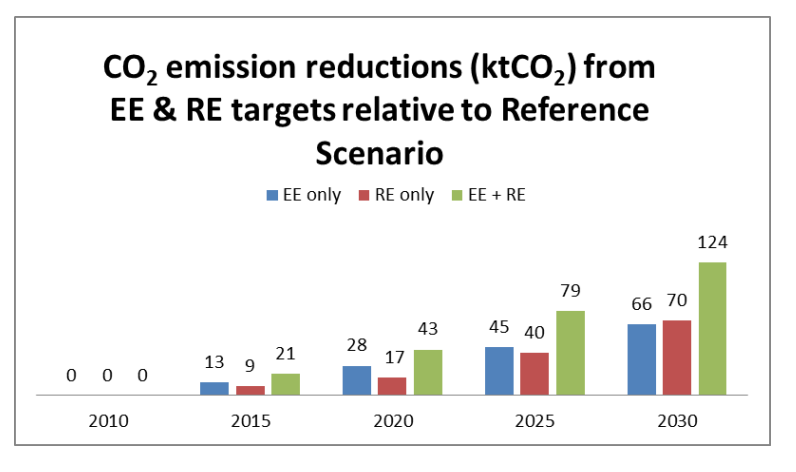 CO₂ emission reductions (ktCO₂) from
EE & RE targets relative to Reference
Scenario
EE only RE only EE + RE
0 0 0
13 9 21
28 17 43
45 40 79
66 70 124
2010 2015 2020 2025 2030